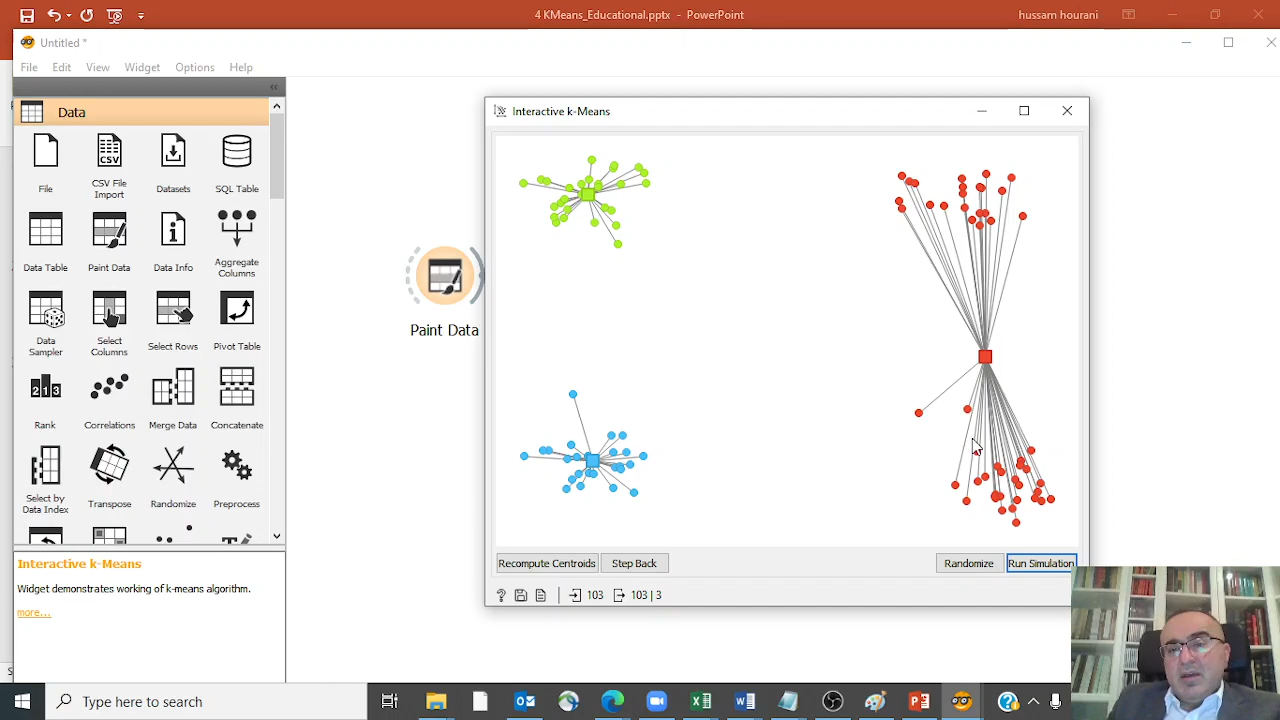 4 KMeans_Educational.pptx - PowerPoint
hussam hourani
Untitled *
File Edit View Widget Options Help
Data
File
CSV File Import
Datasets
SQL Table
Data Table
Paint Data
Data Info
Aggregate Columns
Data Sampler
Select Columns
Select Rows
Pivot Table
Rank
Correlations
Merge Data
Concatenate
Select by Data Index
Transpose
Randomize
Preprocess
Interactive k-Means
Widget demonstrates working of k-means algorithm.
more...
Paint Data
Interactive k-Means
Recompute Centroids
Step Back
Randomize
Run Simulation
? 103 103 | 3
Type here to search